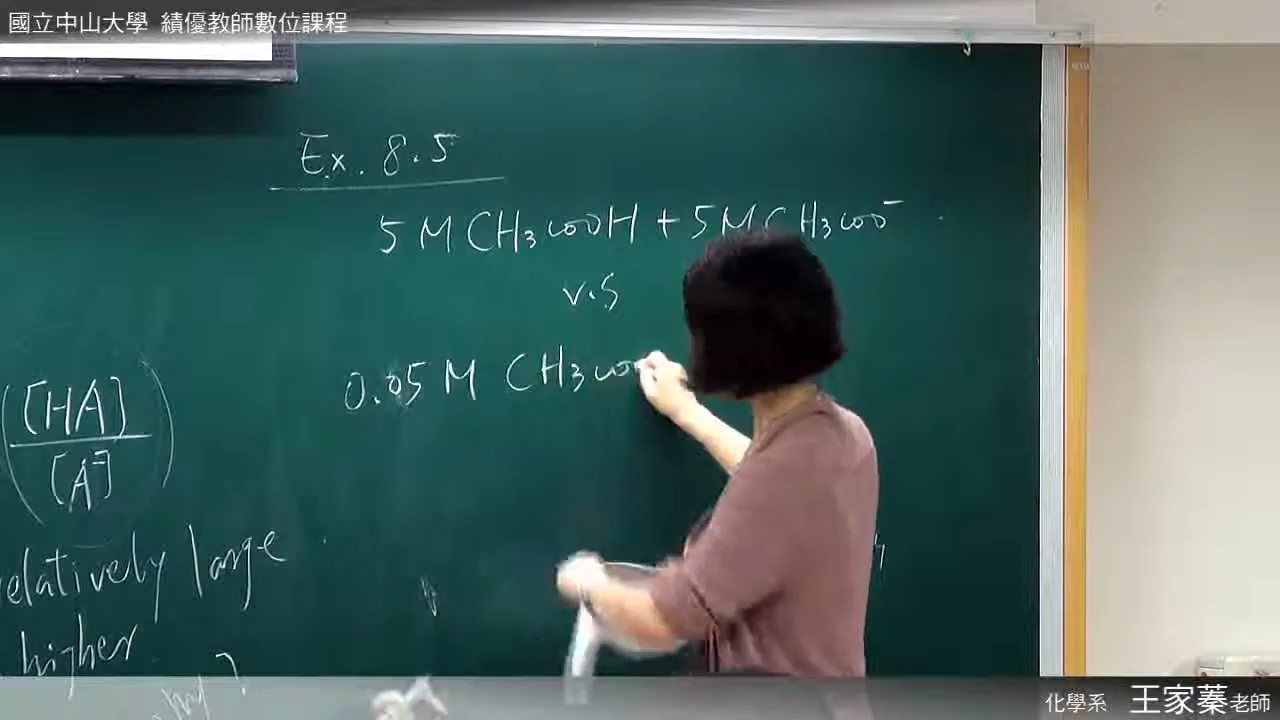 國立中山大學 績優教師數位課程
Ex. 8.5
5 M CH3COOH + 5M CH3COO-
v.s
0.05 M CH3COO
[HA]
[A-]
relatively large
higher
化學系 王家蓁老師